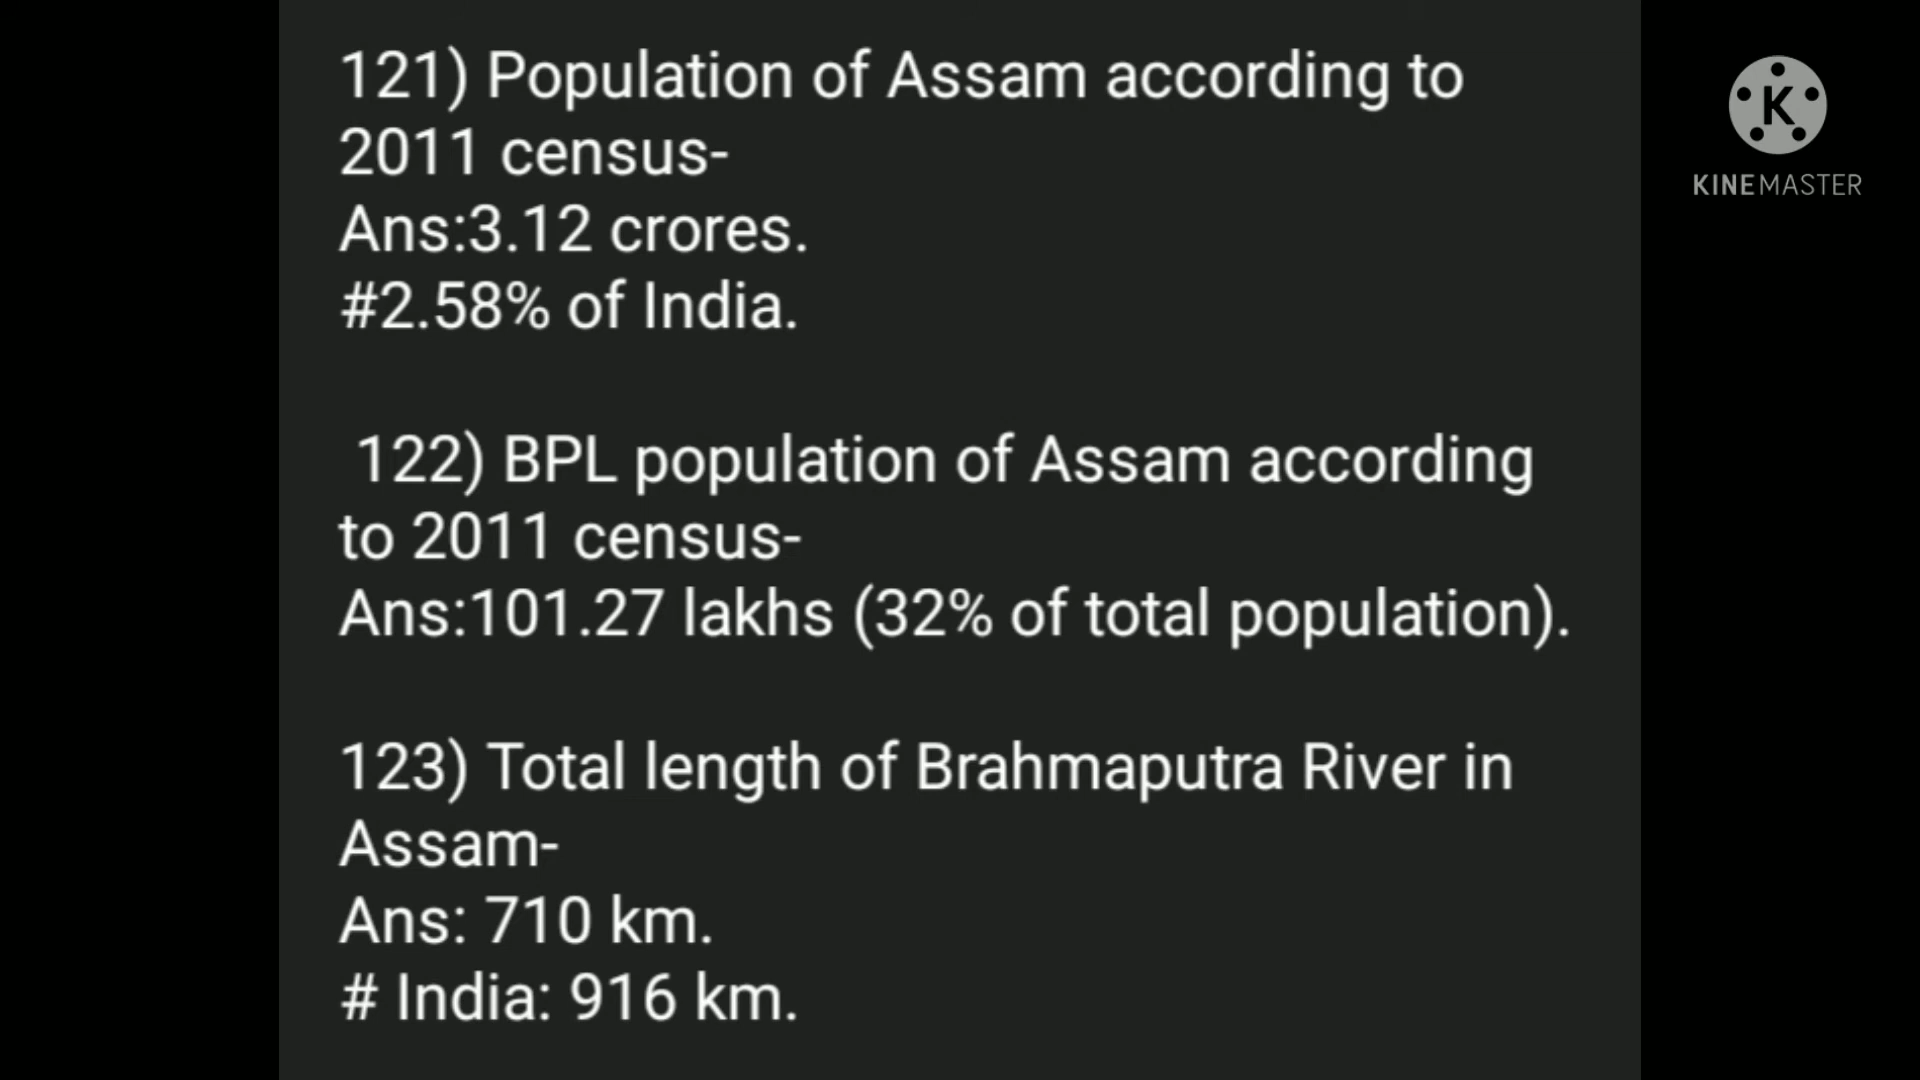 121) Population of Assam according to
2011 census-
Ans:3.12 crores.
#2.58% of India.
122) BPL population of Assam according
to 2011 census-
Ans:101.27 lakhs (32% of total population).
123) Total length of Brahmaputra River in
Assam-
Ans: 710 km.
# India: 916 km.
K
KINEMASTER